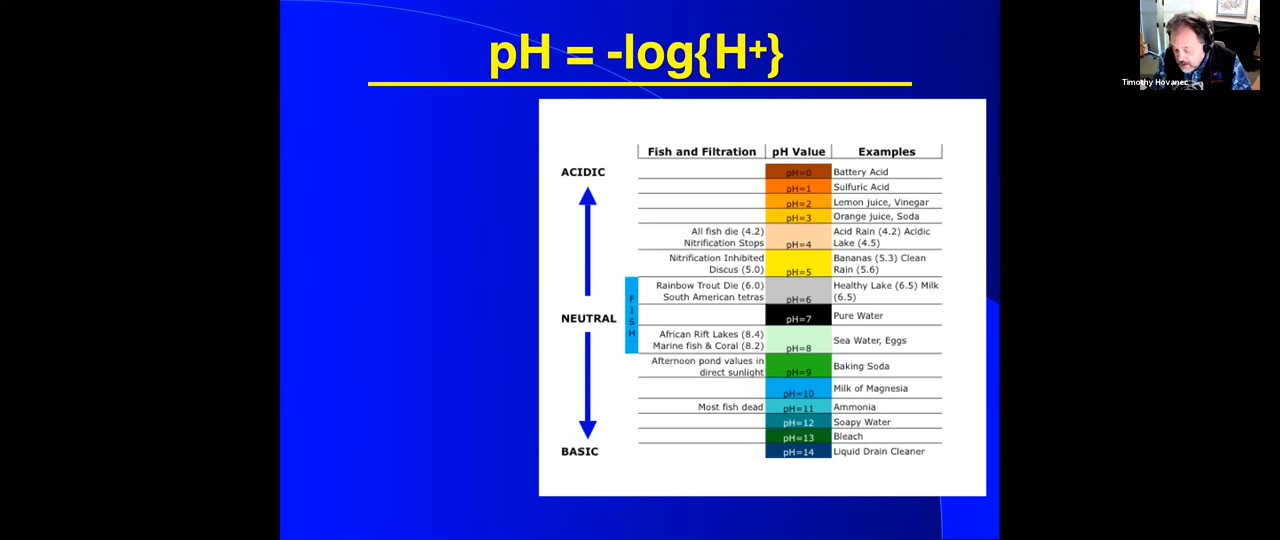 pH = -log{H+}
Timothy Hovanec
Fish and Filtration pH Value Examples
ACIDIC
pH=0 Battery Acid
pH=1 Sulfuric Acid
pH=2 Lemon juice, Vinegar
pH=3 Orange juice, Soda
All fish die (4.2) Acid Rain (4.2) Acidic
Nitrification Stops pH=4 Lake (4.5)
Nitrification Inhibited Bananas (5.3) Clean
Discus (5.0) pH=5 Rain (5.6)
FISH
Rainbow Trout Die (6.0) Healthy Lake (6.5) Milk
South American tetras pH=6 (6.5)
NEUTRAL pH=7 Pure Water
African Rift Lakes (8.4)
Marine fish & Coral (8.2) pH=8 Sea Water, Eggs
Afternoon pond values in
direct sunlight pH=9 Baking Soda
pH=10 Milk of Magnesia
Most fish dead pH=11 Ammonia
pH=12 Soapy Water
pH=13 Bleach
BASIC pH=14 Liquid Drain Cleaner